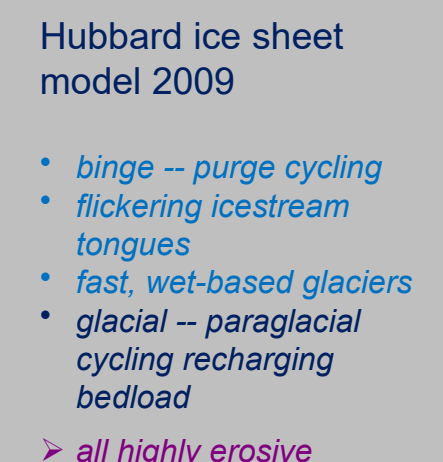 Hubbard ice sheet
model 2009
• binge -- purge cycling
• flickering icestream
tongues
• fast, wet-based glaciers
• glacial -- paraglacial
cycling recharging
bedload
➢ all highly erosive